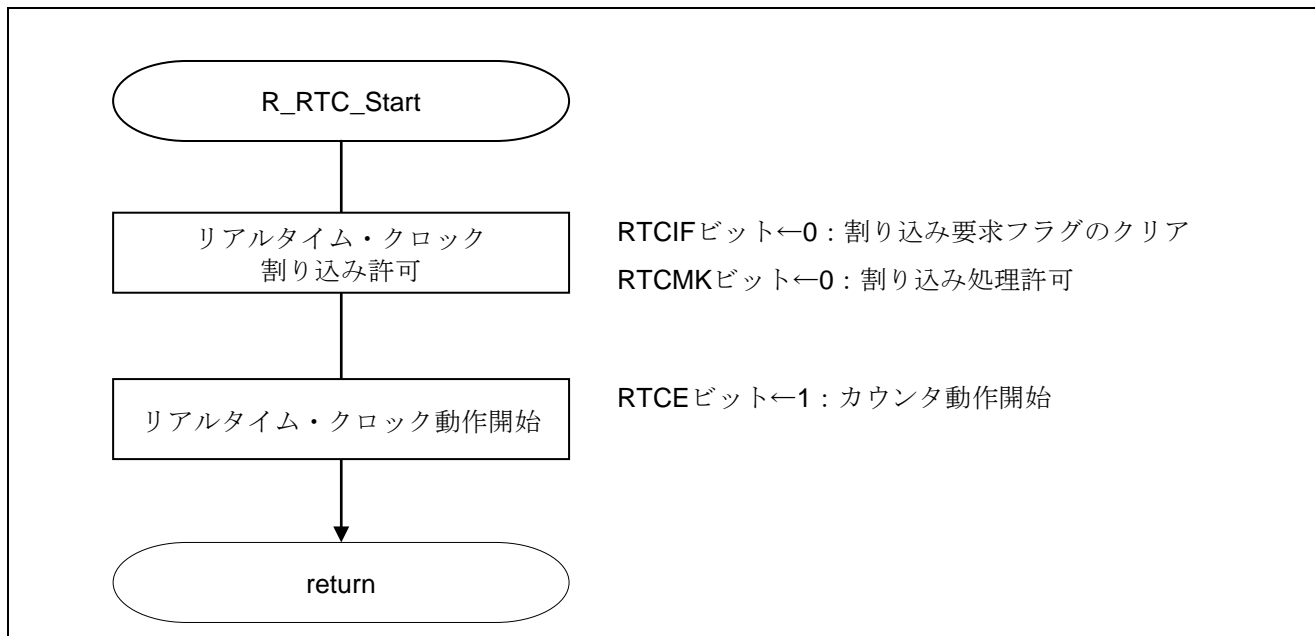 R_RTC_Start
リアルタイム・クロック
割り込み許可
RTCIFビット←0：割り込み要求フラグのクリア
RTCMKビット←0：割り込み処理許可
リアルタイム・クロック動作開始
RTCEビット←1：カウンタ動作開始
return